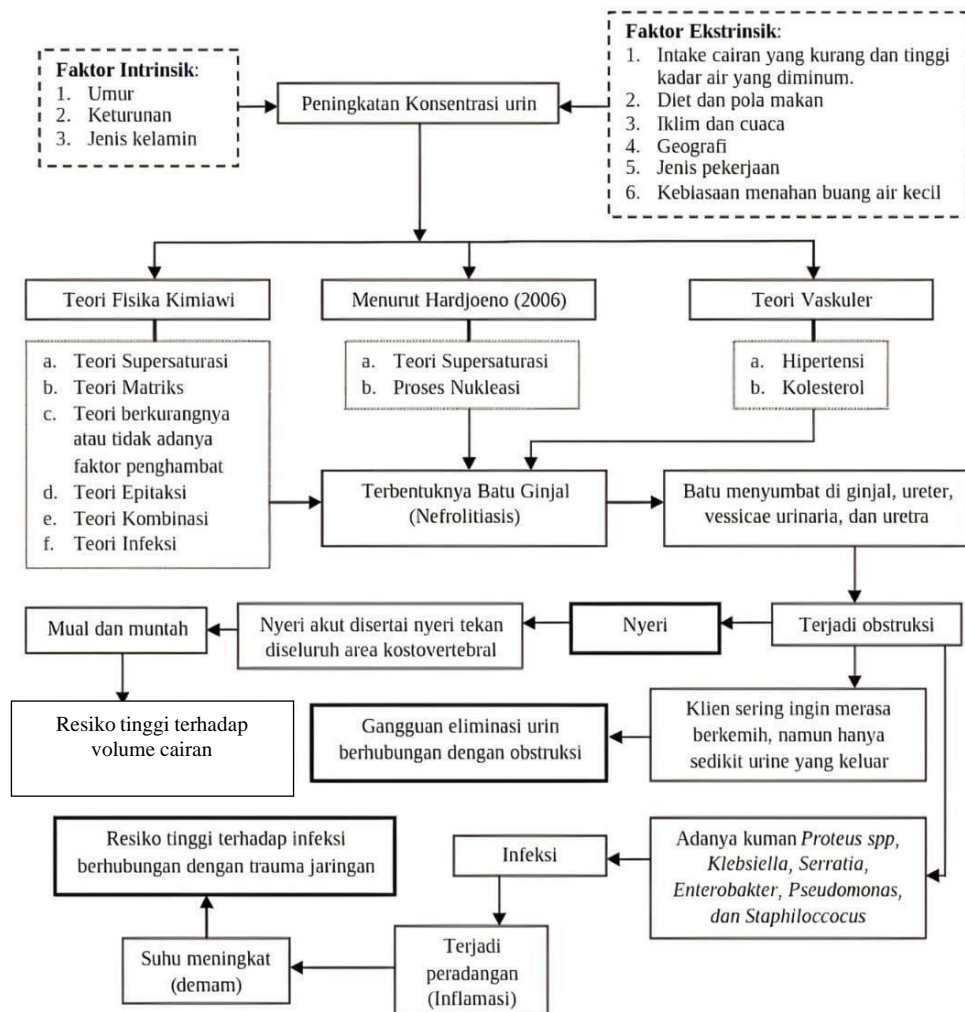 Faktor Intrinsik:
1. Umur
2. Keturunan
3. Jenis kelamin
Peningkatan Konsentrasi urin
Faktor Ekstrinsik:
1. Intake cairan yang kurang dan tinggi
kadar air yang diminum.
2. Diet dan pola makan
3. Iklim dan cuaca
4. Geografi
5. Jenis pekerjaan
6. Kebiasaan menahan buang air kecil
Teori Fisika Kimiawi
Menurut Hardjoeno (2006)
Teori Vaskuler
a. Teori Supersaturasi
b. Teori Matriks
c. Teori berkurangnya
atau tidak adanya
faktor penghambat
d. Teori Epitaksi
e. Teori Kombinasi
f. Teori Infeksi
a. Teori Supersaturasi
b. Proses Nukleasi
a. Hipertensi
b. Kolesterol
Terbentuknya Batu Ginjal
(Nefrolitiasis)
Batu menyumbat di ginjal, ureter,
vessicae urinaria, dan uretra
Terjadi obstruksi
Nyeri
Nyeri akut disertai nyeri tekan
diseluruh area kostovertebral
Mual dan muntah
Resiko tinggi terhadap
volume cairan
Klien sering ingin merasa
berkemih, namun hanya
sedikit urine yang keluar
Gangguan eliminasi urin
berhubungan dengan obstruksi
Adanya kuman Proteus spp,
Klebsiella, Serratia,
Enterobakter, Pseudomonas,
dan Staphiloccocus
Infeksi
Terjadi
peradangan
(Inflamasi)
Suhu meningkat
(demam)
Resiko tinggi terhadap infeksi
berhubungan dengan trauma jaringan